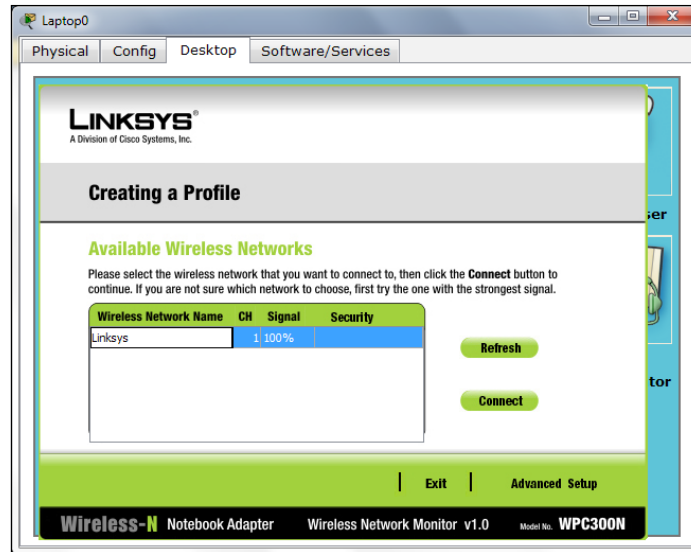 Laptop0
Physical Config Desktop Software/Services
LINKSYS®
A Division of Cisco Systems, Inc.
Creating a Profile
ser
Available Wireless Networks
Please select the wireless network that you want to connect to, then click the Connect button to
continue. If you are not sure which network to choose, first try the one with the strongest signal.
Wireless Network Name CH Signal Security
Linksys 1 100%
Refresh
tor
Connect
Exit Advanced Setup
Wireless-N Notebook Adapter Wireless Network Monitor v1.0 Model No. WPC300N